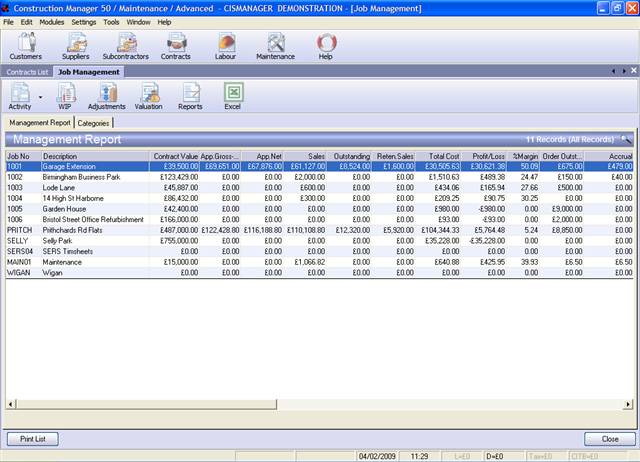 Construction Manager 50 / Maintenance / Advanced - CISMANAGER DEMONSTRATION - [Job Management]
File Edit Modules Settings Tools Window Help
Customers Suppliers Subcontractors Contracts Labour Maintenance Help
Contracts List Job Management
Activity WIP Adjustments Valuation Reports Excel
Management Report Categories
Management Report 11 Records (All Records)
Job No Description Contract Value App.Gross-... App.Net Sales Outstanding Reten.Sales Total Cost Profit/Loss %Margin Order Outst... Accrual
1001 Garage Extension £39,500.00 £69,651.00 £67,876.00 £61,127.00 £8,524.00 £1,600.00 £30,505.63 £30,621.38 50.09 £675.00 £479.00
1002 Birmingham Business Park £123,429.00 £0.00 £0.00 £2,000.00 £0.00 £0.00 £1,510.63 £489.38 24.47 £150.00 £40.00
1003 Lode Lane £45,887.00 £0.00 £0.00 £600.00 £0.00 £0.00 £434.06 £165.94 27.66 £500.00 £0.00
1004 14 High St Harborne £86,432.00 £0.00 £0.00 £300.00 £0.00 £0.00 £209.25 £90.75 30.25 £0.00 £0.00
1005 Garden House £42,400.00 £0.00 £0.00 £0.00 £0.00 £0.00 £980.00 -£980.00 0.00 £9,000.00 £0.00
1006 Bristol Street Office Refurbishment £166,000.00 £0.00 £0.00 £0.00 £0.00 £0.00 £93.00 -£93.00 0.00 £2,000.00 £0.00
PRITCH Prithchards Rd Flats £487,000.00 £122,428.80 £116,188.80 £110,108.80 £12,320.00 £5,920.00 £104,344.33 £5,764.48 5.24 £8,850.00 £0.00
SELLY Selly Park £755,000.00 £0.00 £0.00 £0.00 £0.00 £0.00 £35,228.00 -£35,228.00 0.00 £0.00 £0.00
SERS04 SERS Timsheets £0.00 £0.00 £0.00 £0.00 £0.00 £0.00 £0.00 £0.00 0.00 £0.00 £0.00
MAIN01 Maintenance £15,000.00 £0.00 £0.00 £1,066.82 £0.00 £0.00 £640.88 £425.95 39.93 £6.50 £6.50
WIGAN Wigan £0.00 £0.00 £0.00 £0.00 £0.00 £0.00 £0.00 £0.00 0.00 £0.00 £0.00
Print List Close
04/02/2009 11:29 L=£0 D=£0 Tax=£0 CITB=£0